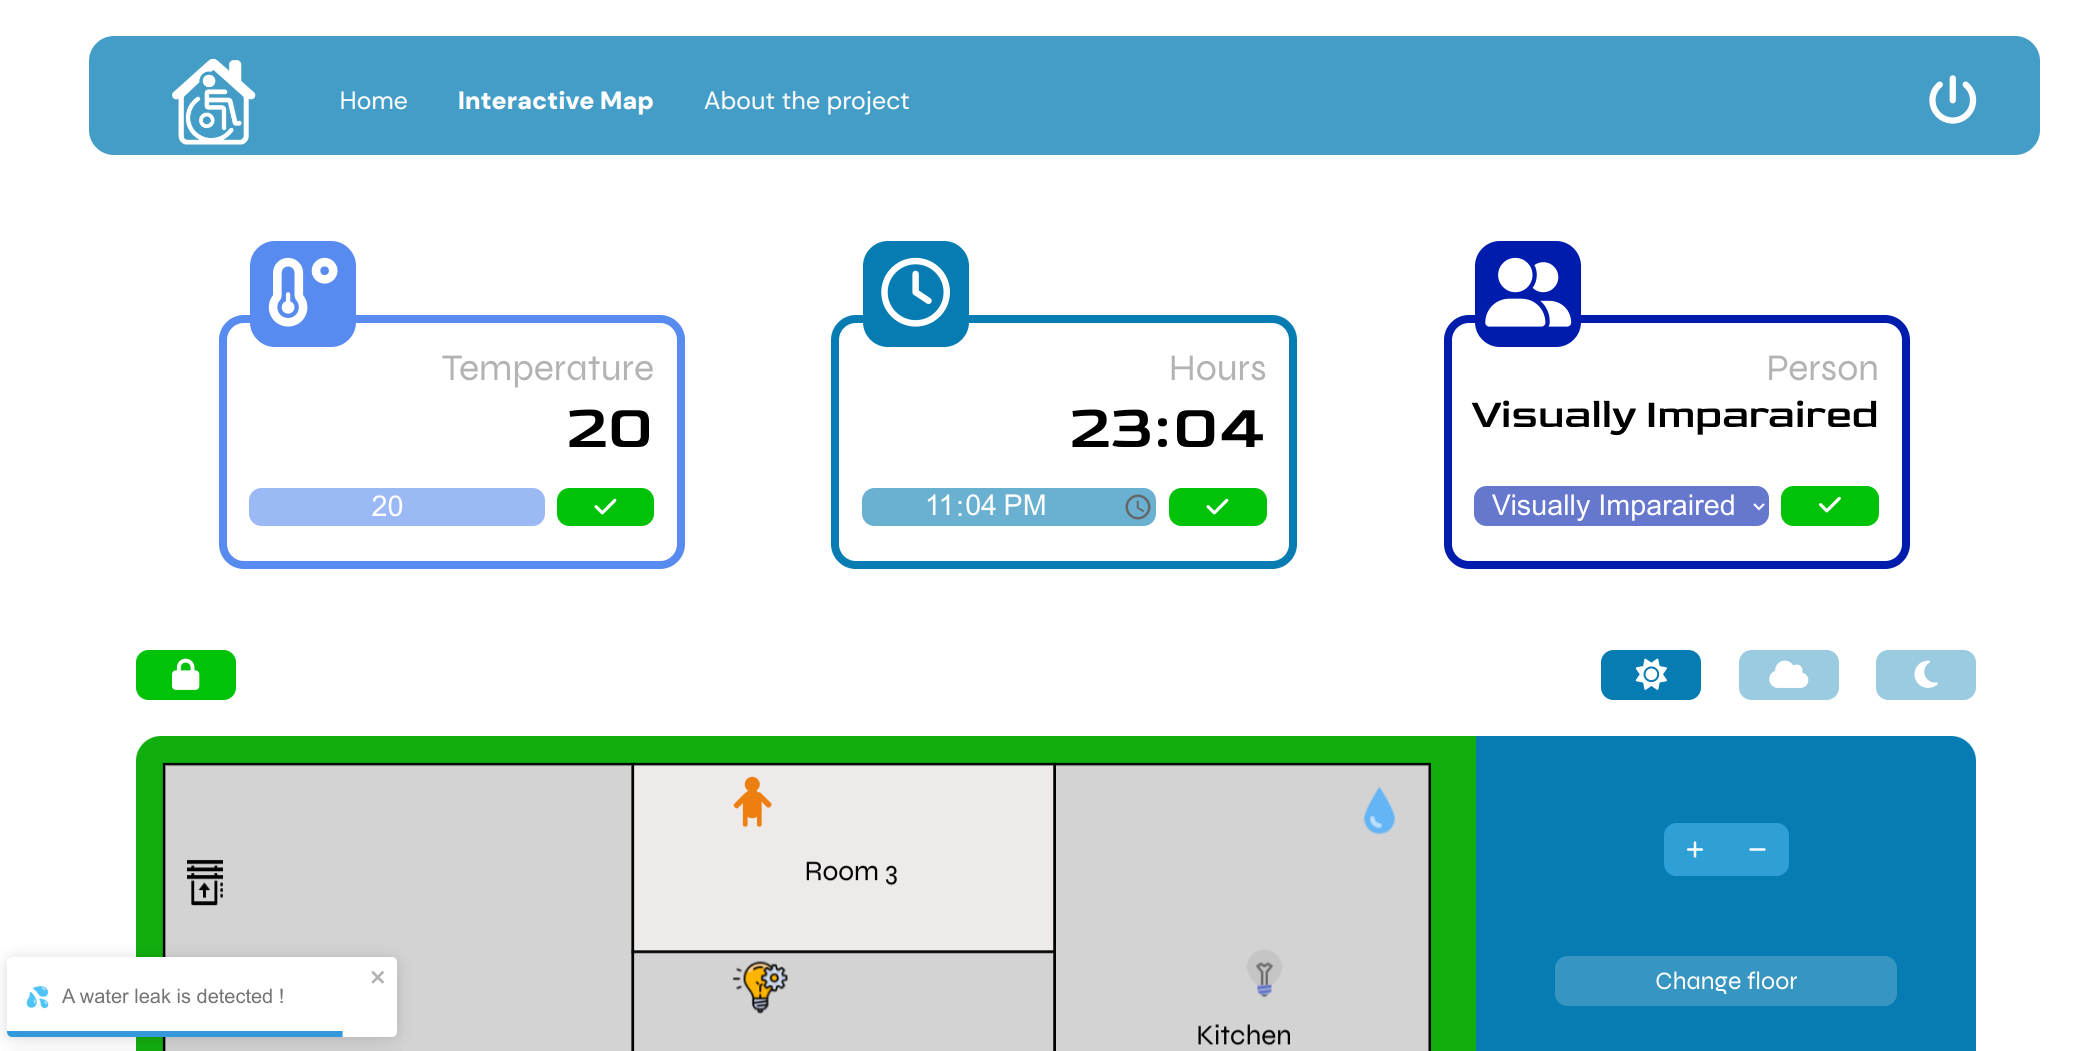 Home
Interactive Map
About the project
Temperature
20
20
Hours
23:04
11:04 PM
Person
Visually Imparaired
Visually Imparaired
Room 3
+ −
Change floor
Kitchen
A water leak is detected !